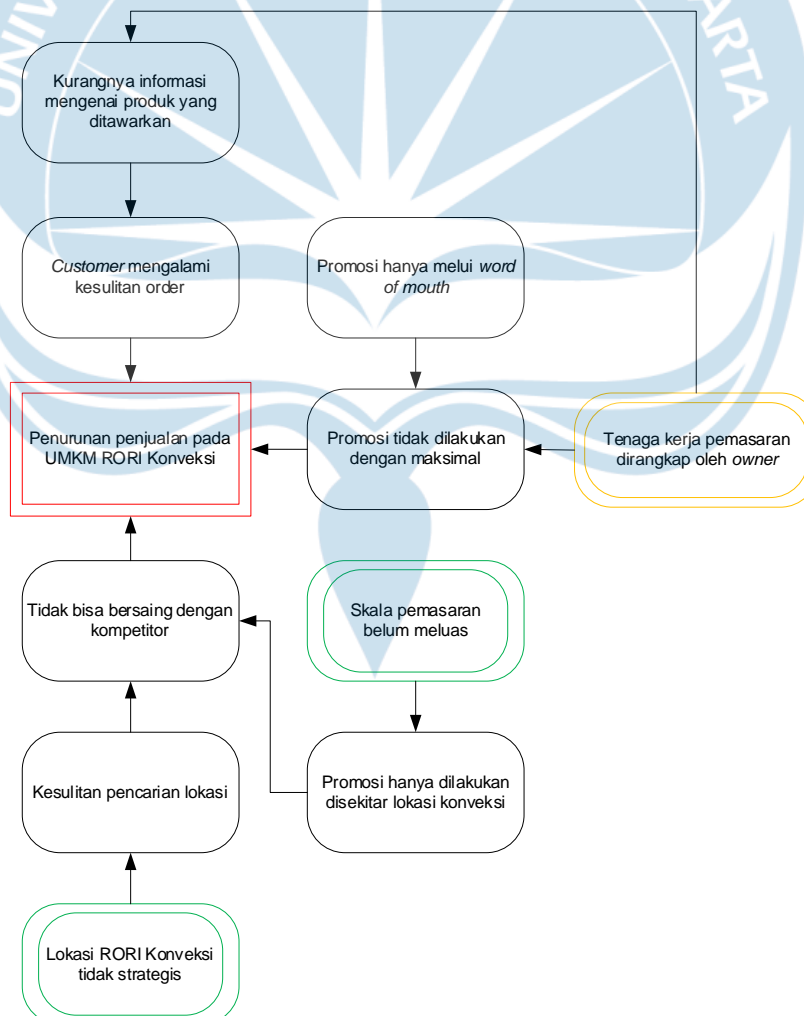 UNIV
ARTA
Kurangnya informasi
mengenai produk yang
ditawarkan
Customer mengalami
kesulitan order
Promosi hanya melui word
of mouth
Penurunan penjualan pada
UMKM RORI Konveksi
Promosi tidak dilakukan
dengan maksimal
Tenaga kerja pemasaran
dirangkap oleh owner
Tidak bisa bersaing dengan
kompetitor
Skala pemasaran
belum meluas
Kesulitan pencarian lokasi
Promosi hanya dilakukan
disekitar lokasi konveksi
Lokasi RORI Konveksi
tidak strategis